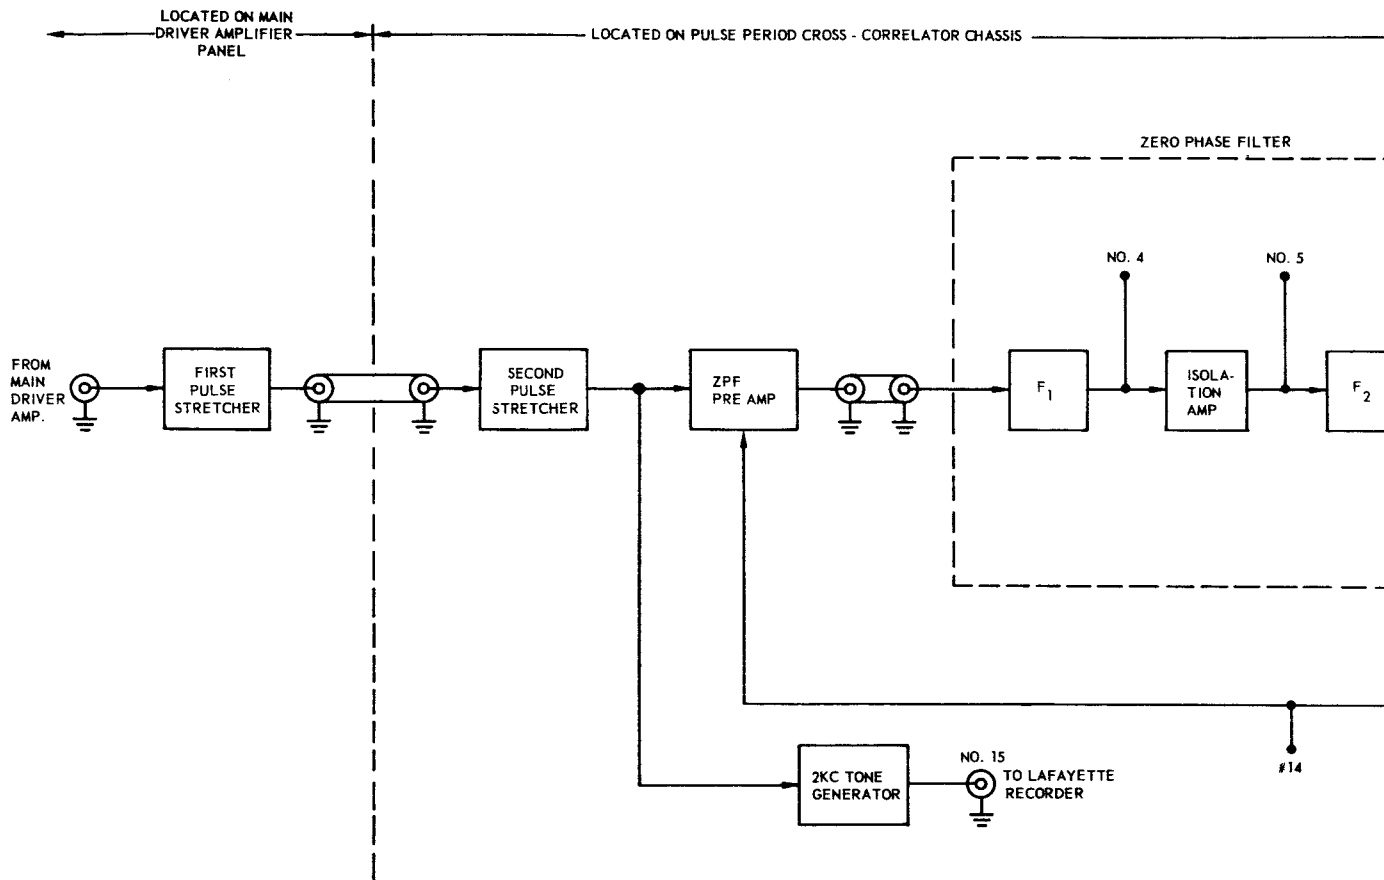 LOCATED ON MAIN
DRIVER AMPLIFIER
PANEL
LOCATED ON PULSE PERIOD CROSS - CORRELATOR CHASSIS
ZERO PHASE FILTER
NO. 4
NO. 5
FROM
MAIN
DRIVER
AMP.
FIRST
PULSE
STRETCHER
SECOND
PULSE
STRETCHER
ZPF
PRE AMP
F1
ISOLA-
TION
AMP
F2
#14
2KC TONE
GENERATOR
NO. 15
TO LAFAYETTE
RECORDER